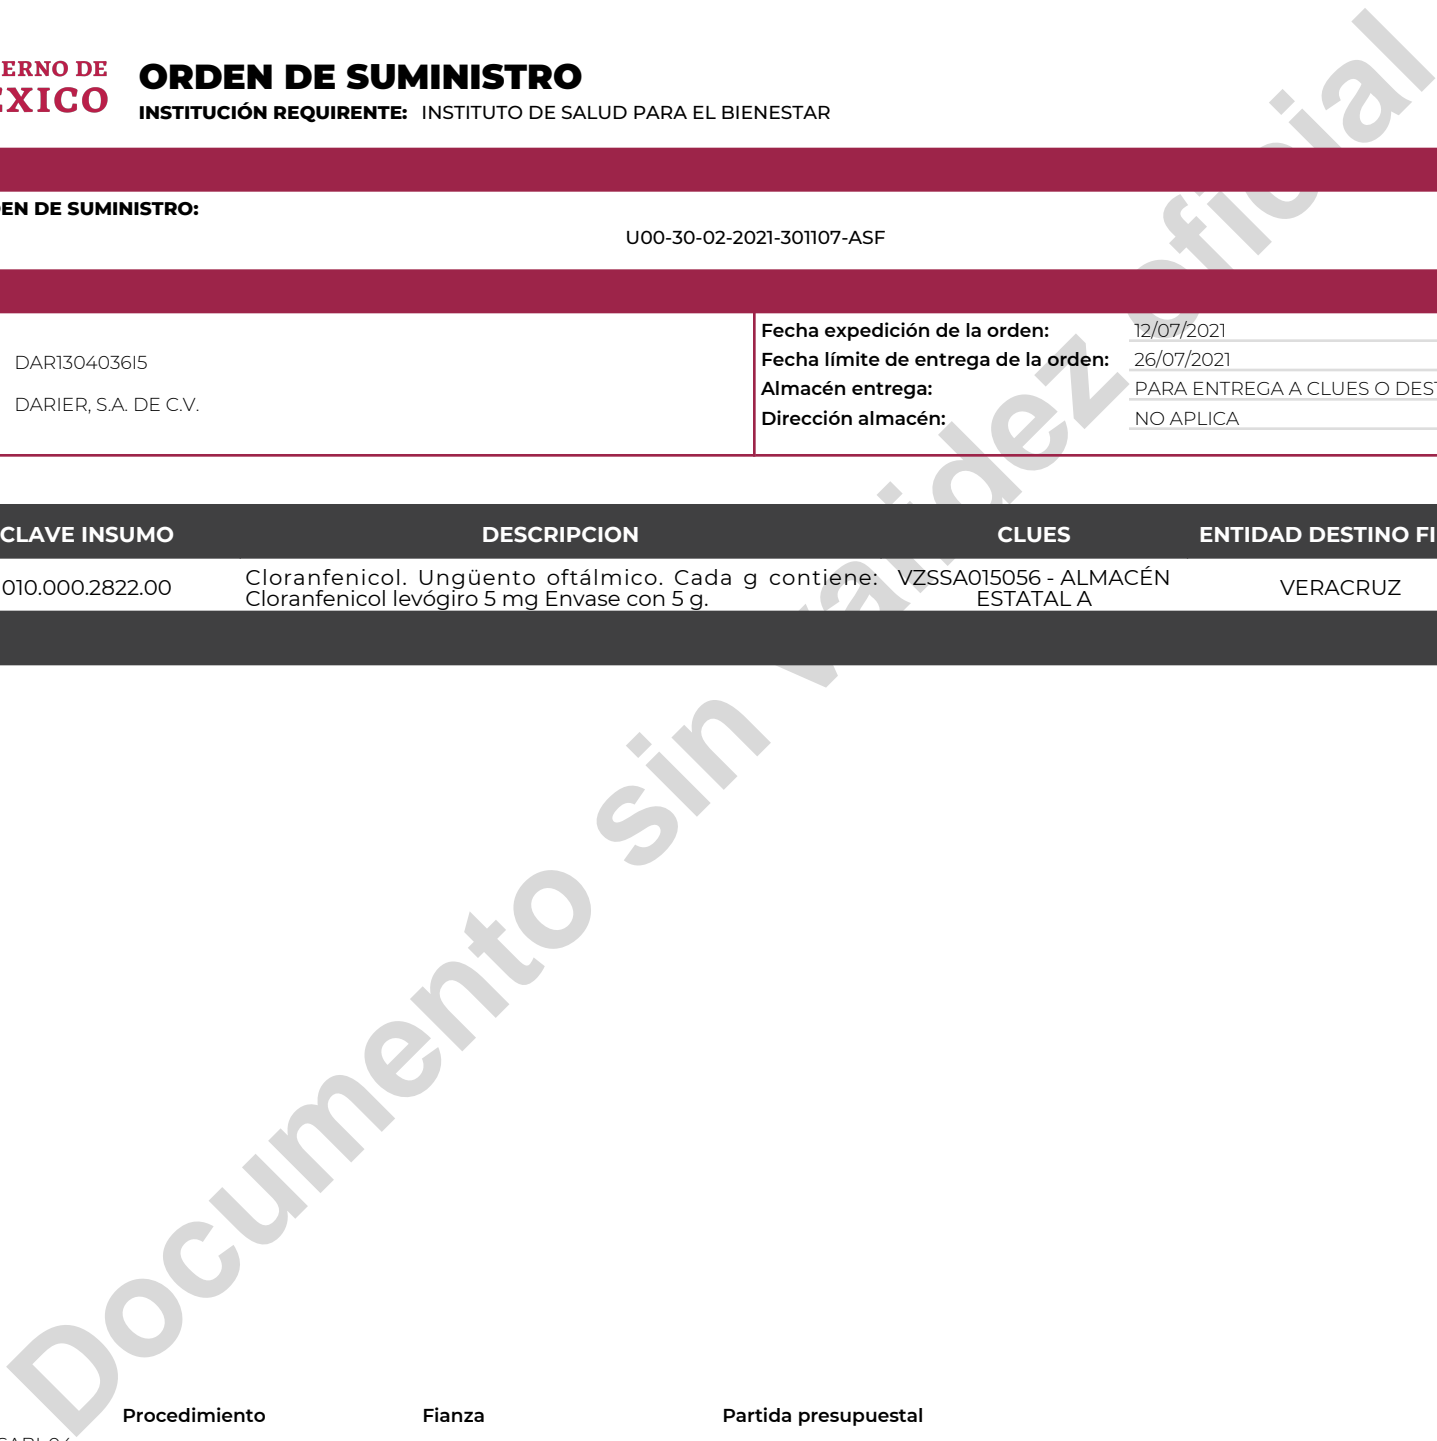 ERNO DE
XICO
ORDEN DE SUMINISTRO
INSTITUCIÓN REQUIRENTE: INSTITUTO DE SALUD PARA EL BIENESTAR
EN DE SUMINISTRO:
U00-30-02-2021-301107-ASF
DAR1304036I5
DARIER, S.A. DE C.V.
Fecha expedición de la orden: 12/07/2021
Fecha límite de entrega de la orden: 26/07/2021
Almacén entrega: PARA ENTREGA A CLUES O DEST
Dirección almacén: NO APLICA
CLAVE INSUMO DESCRIPCION CLUES ENTIDAD DESTINO FI
010.000.2822.00 Cloranfenicol. Ungüento oftálmico. Cada g contiene: VZSSA015056 - ALMACÉN VERACRUZ
Cloranfenicol levógiro 5 mg Envase con 5 g. ESTATAL A
Documento sin validez oficial
Procedimiento Fianza Partida presupuestal